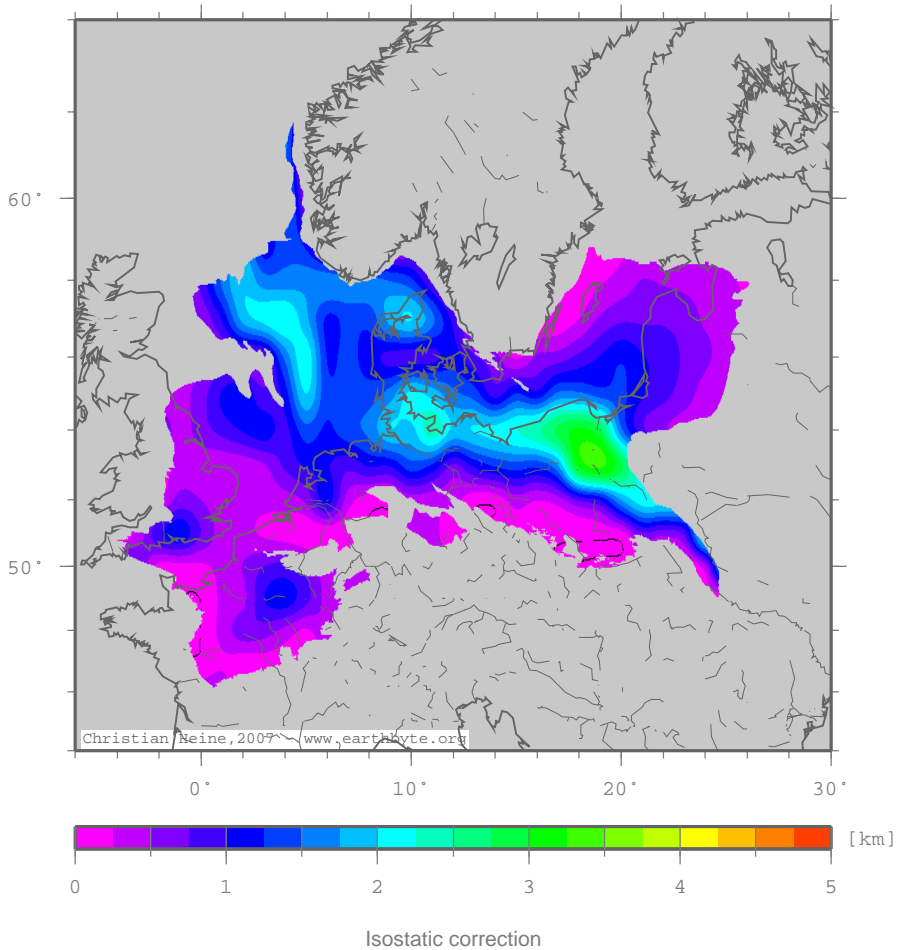 60°
50°
Christian Heine,2007 www.earthbyte.org
0° 10° 20° 30°
[km]
0 1 2 3 4 5
Isostatic correction